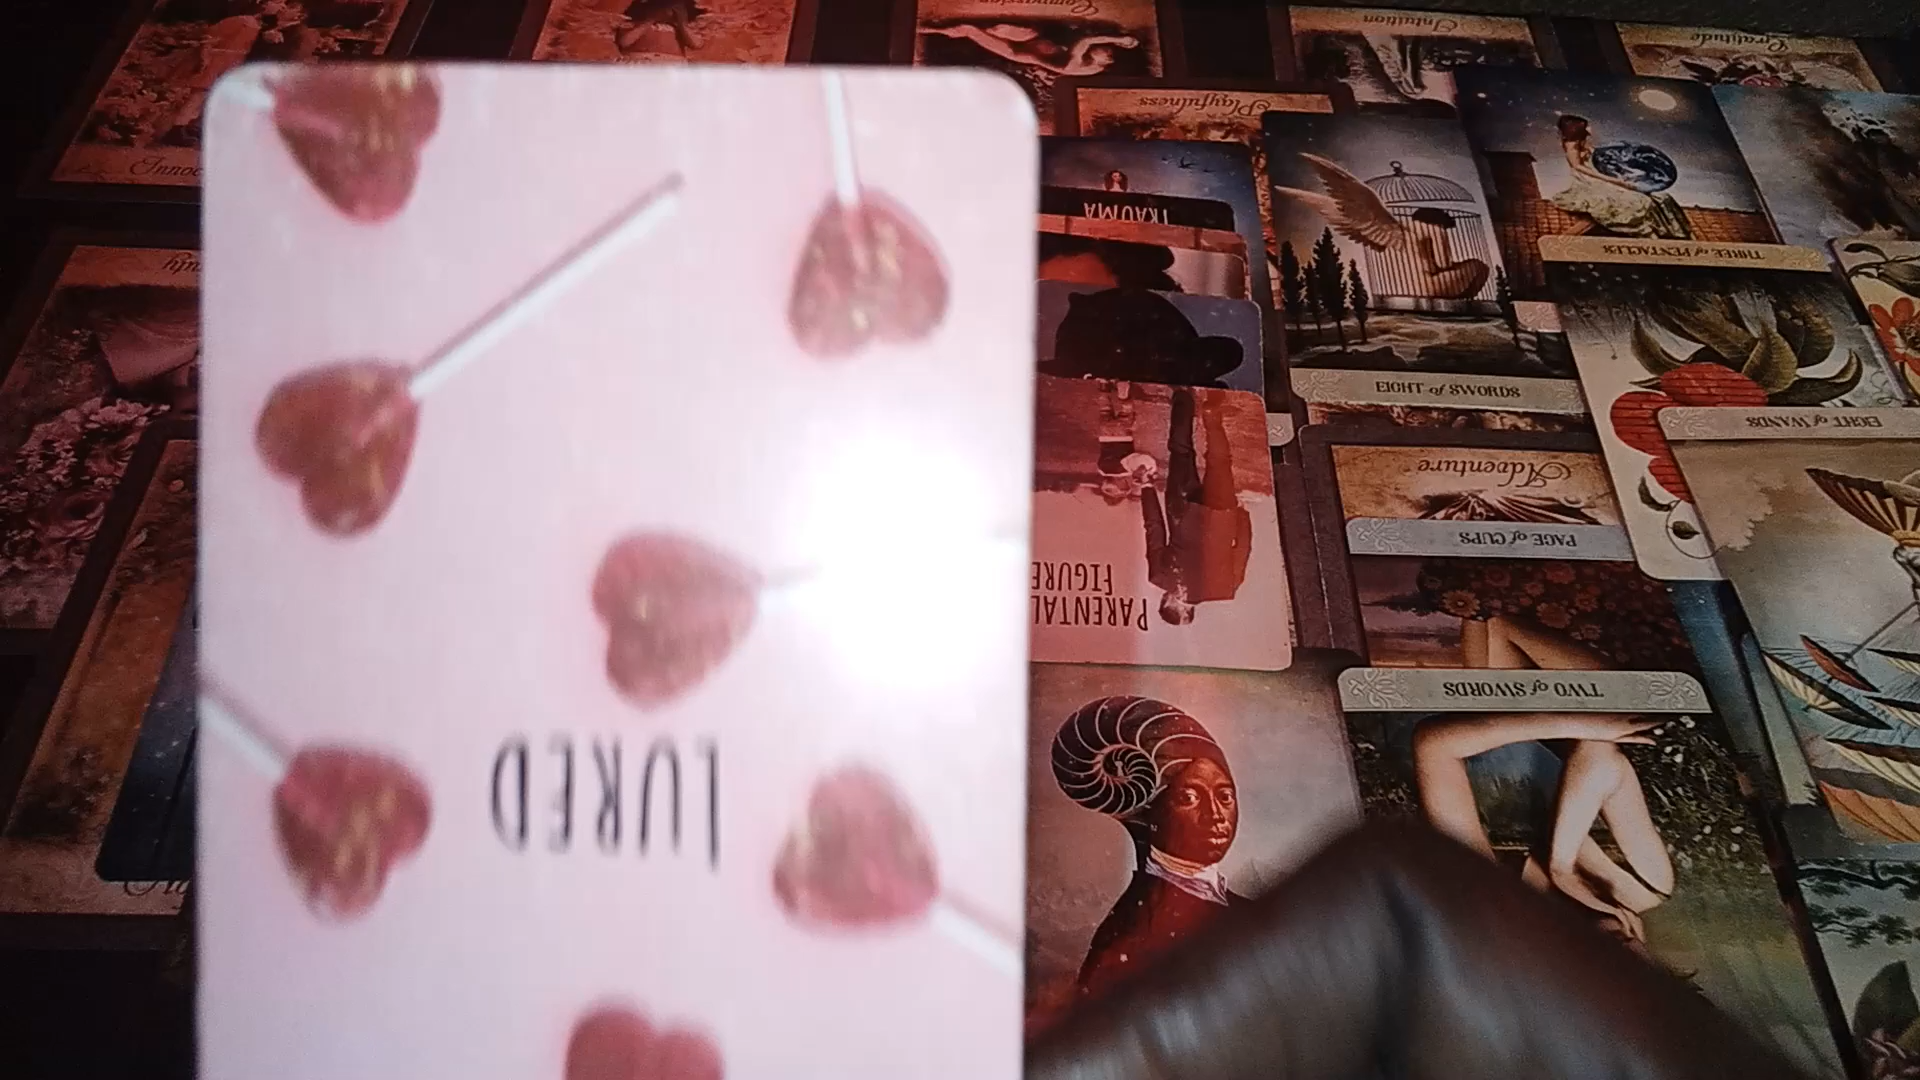 Compassion
Intuition
Gratitude
Playfulness
TRAUMA
THREE of PENTACLES
EIGHT of SWORDS
EIGHT of WANDS
Adventure
PAGE of CUPS
PARENTAL
FIGURE
TWO of SWORDS
LURED